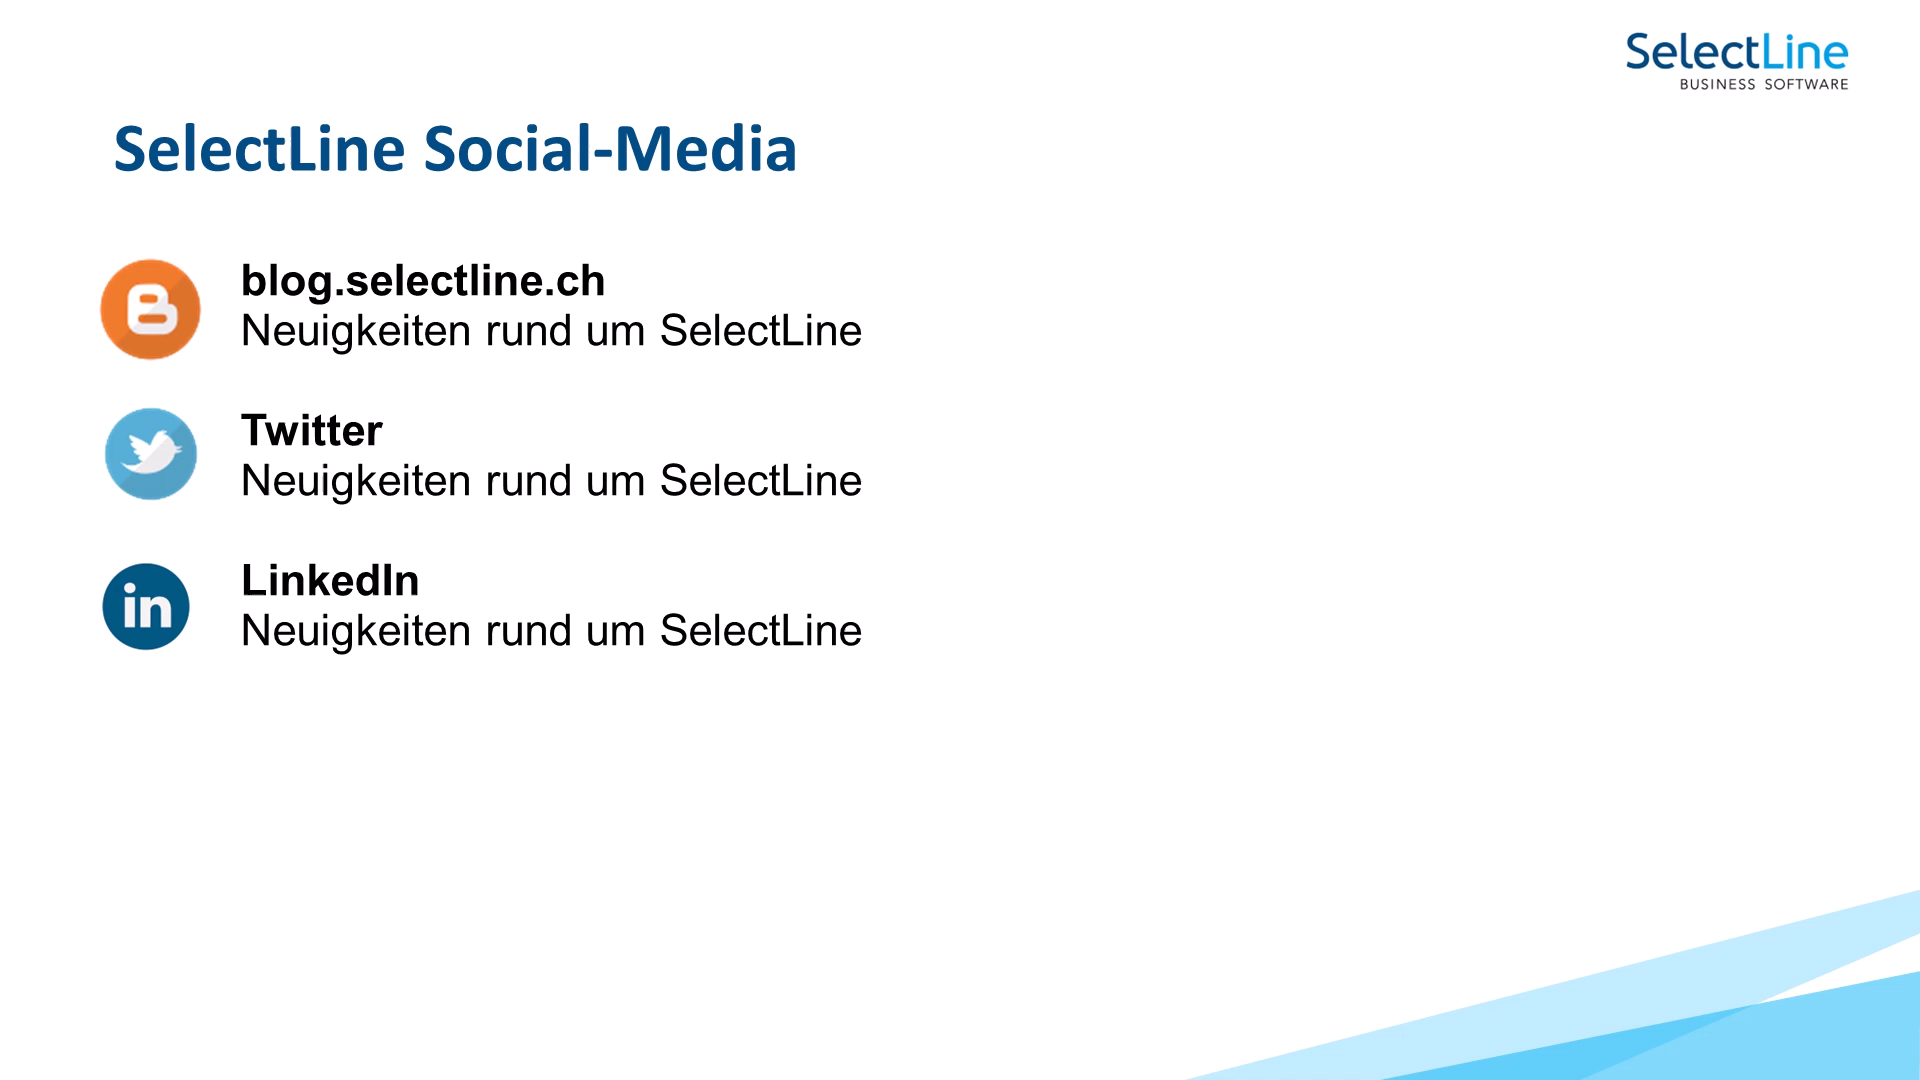 SelectLine
BUSINESS SOFTWARE
SelectLine Social-Media
blog.selectline.ch
Neuigkeiten rund um SelectLine
Twitter
Neuigkeiten rund um SelectLine
in
LinkedIn
Neuigkeiten rund um SelectLine